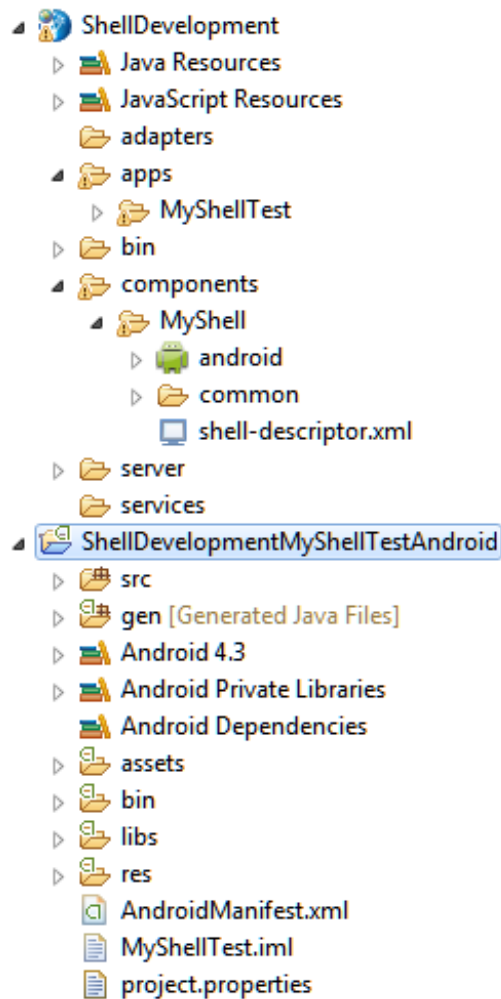 ShellDevelopment
Java Resources
JavaScript Resources
adapters
apps
MyShellTest
bin
components
MyShell
android
common
shell-descriptor.xml
server
services
ShellDevelopmentMyShellTestAndroid
src
gen [Generated Java Files]
Android 4.3
Android Private Libraries
Android Dependencies
assets
bin
libs
res
AndroidManifest.xml
MyShellTest.iml
project.properties